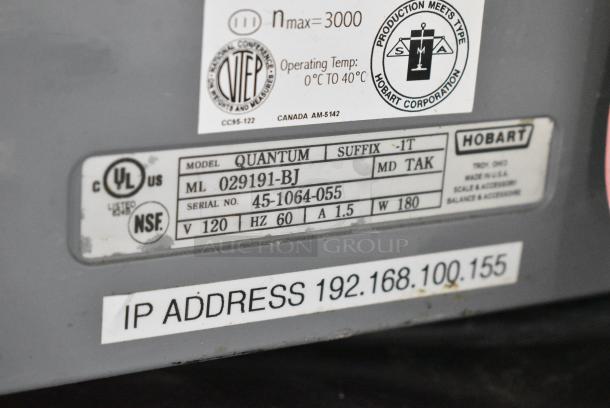 III n max=3000
NATIONAL CONFERENCE ON WEIGHTS AND MEASURES
NTEP
CC95-122
Operating Temp:
0°C TO 40°C
CANADA AM-5142
PRODUCTION MEETS TYPE
S M A
HOBART CORPORATION
C UL US
LISTED
NSF.
MODEL QUANTUM SUFFIX -1T
ML 029191-BJ MD TAK
SERIAL NO. 45-1064-055
V 120 HZ 60 A 1.5 W 180
HOBART
TROY, OHIO
MADE IN U.S.A.
SCALE & ACCESSORY
BALANCE & ACCESSORY
AUCTION GROUP
IP ADDRESS 192.168.100.155